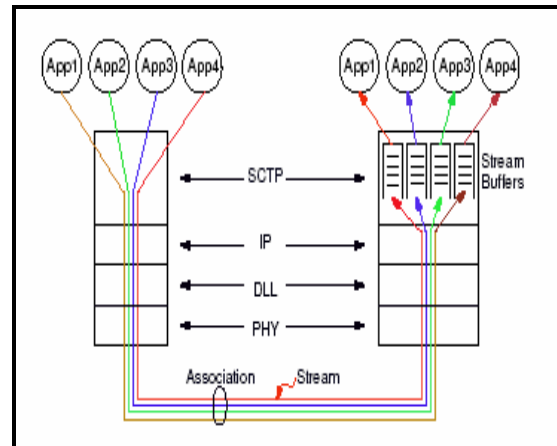 App1 App2 App3 App4 App1 App2 App3 App4
SCTP
Stream
Buffers
IP
DLL
PHY
Association Stream